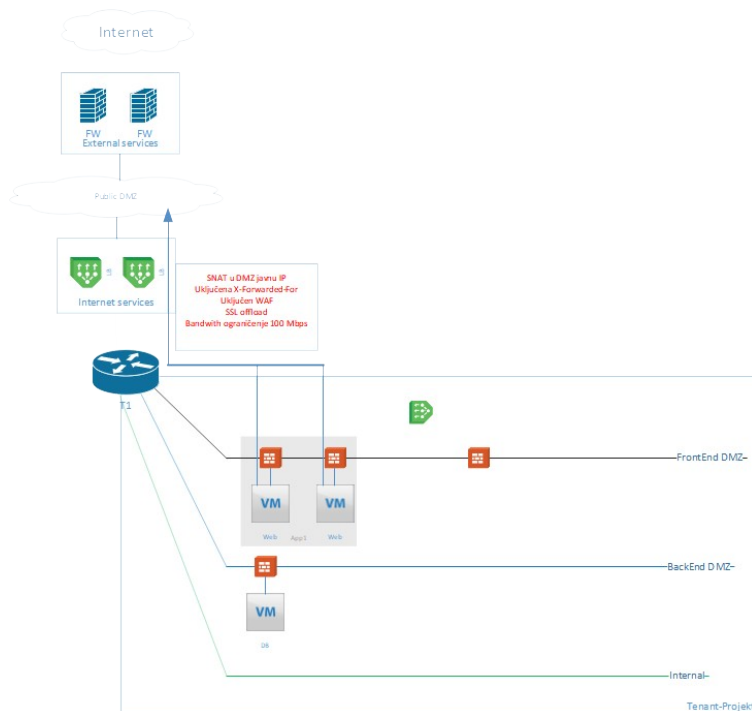 Internet
FW FW
External services
Public DMZ
LB LB
Internet services
SNAT u DMZ javnu IP
Uključena X-Forwarded-For
Uključen WAF
SSL offload
Bandwith ograničenje 100 Mbps
T1
FrontEnd DMZ
VM VM
Web App1 Web
BackEnd DMZ
VM
DB
Internal
Tenant-Projekt